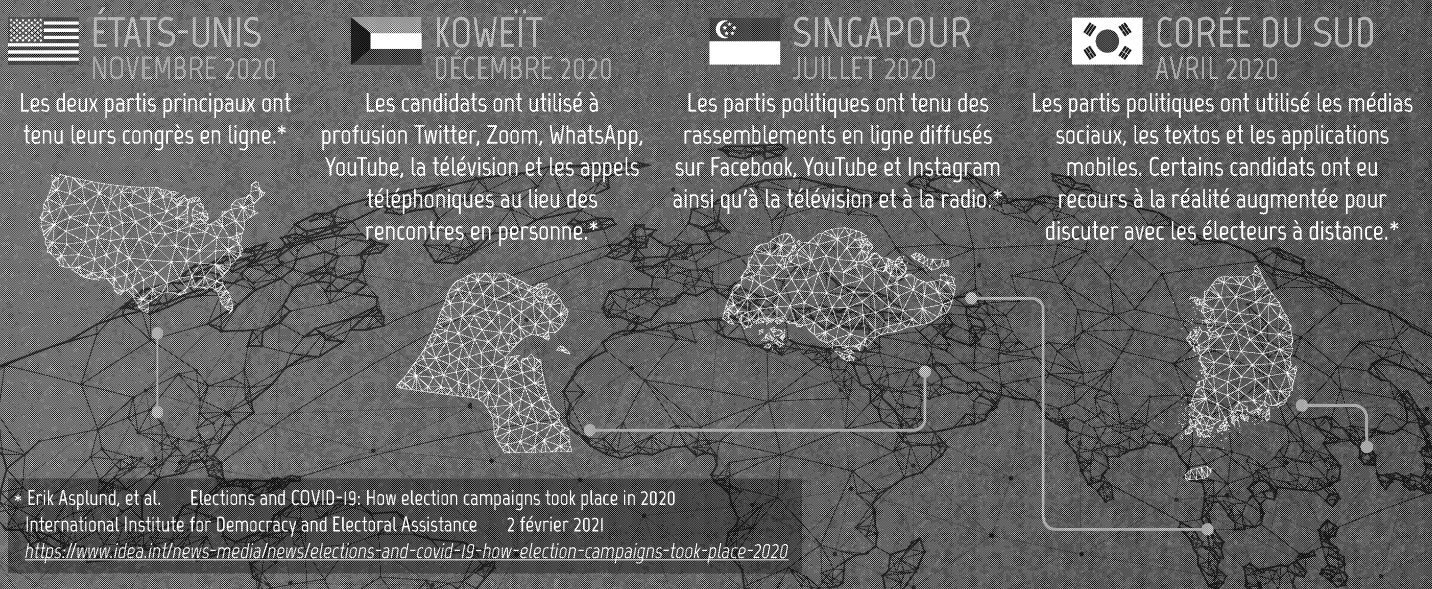 ÉTATS-UNIS
NOVEMBRE 2020
Les deux partis principaux ont
tenu leurs congrès en ligne.*
KOWEÏT
DÉCEMBRE 2020
Les candidats ont utilisé à
profusion Twitter, Zoom, WhatsApp,
YouTube, la télévision et les appels
téléphoniques au lieu des
rencontres en personne.*
SINGAPOUR
JUILLET 2020
Les partis politiques ont tenu des
rassemblements en ligne diffusés
sur Facebook, YouTube et Instagram
ainsi qu'à la télévision et à la radio.*
CORÉE DU SUD
AVRIL 2020
Les partis politiques ont utilisé les médias
sociaux, les textos et les applications
mobiles. Certains candidats ont eu
recours à la réalité augmentée pour
discuter avec les électeurs à distance.*
* Erik Asplund, et al. Elections and COVID-19: How election campaigns took place in 2020
International Institute for Democracy and Electoral Assistance 2 février 2021
https://www.idea.int/news-media/news/elections-and-covid-19-how-election-campaigns-took-place-2020